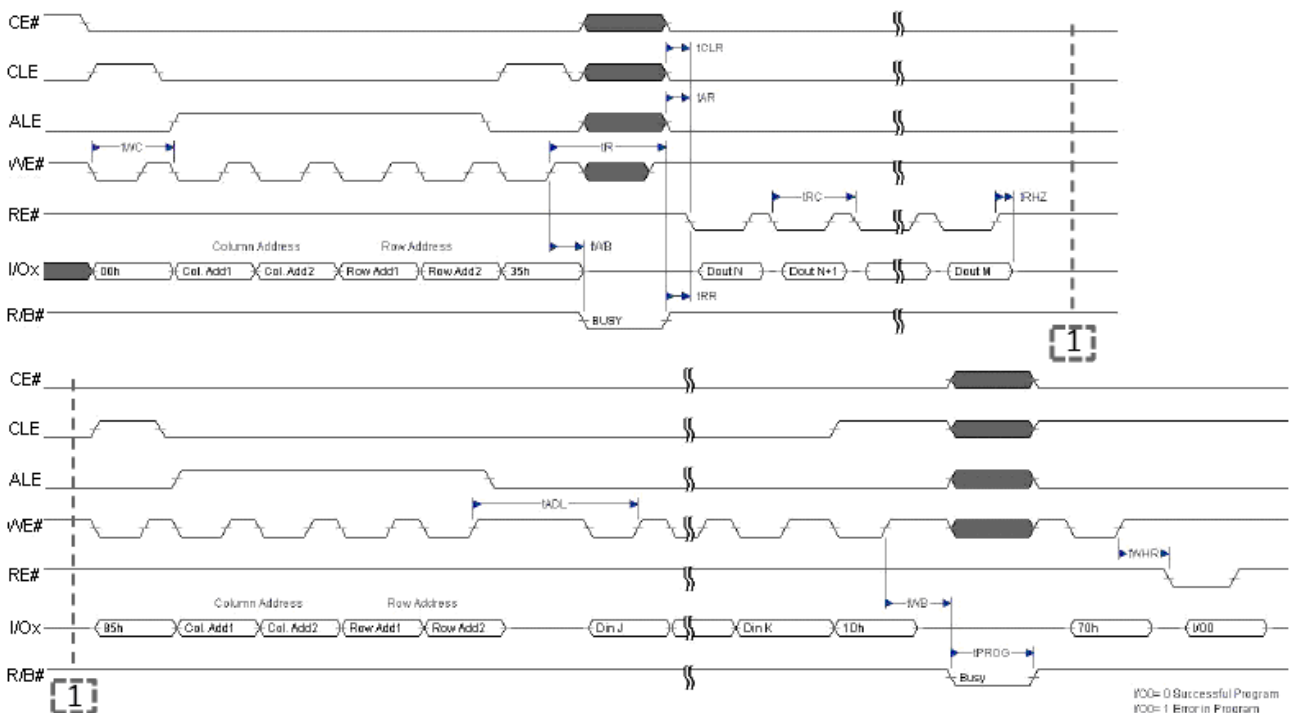 CE#
tCLR
CLE
tAR
ALE
tWC tR
WE#
tRC tRHZ
RE#
Column Address Row Address tWB
I/Ox 00h Col. Add1 Col. Add2 Row Add1 Row Add2 35h Dout N Dout N+1 Dout M
tRR
R/B# BUSY
1
CE#
CLE
ALE
tADL
WE#
tWHR
RE#
Column Address Row Address
tWB
I/Ox 85h Col. Add1 Col. Add2 Row Add1 Row Add2 Din J Din K 10h 70h I/O0
tPROG
R/B# Busy
1
I/O0= 0 Successful Program
I/O0= 1 Error in Program